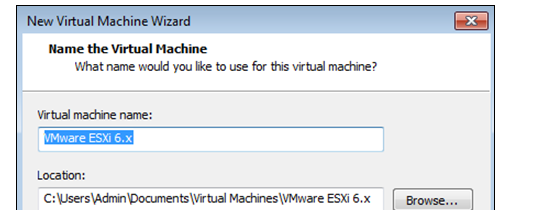 New Virtual Machine Wizard
Name the Virtual Machine
What name would you like to use for this virtual machine?
Virtual machine name:
VMware ESXi 6.x
Location:
C:\Users\Admin\Documents\Virtual Machines\VMware ESXi 6.x
Browse...